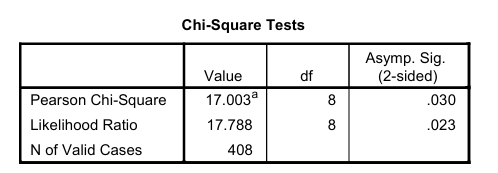 Chi-Square Tests
Value df Asymp. Sig. (2-sided)
Pearson Chi-Square 17.003a 8 .030
Likelihood Ratio 17.788 8 .023
N of Valid Cases 408